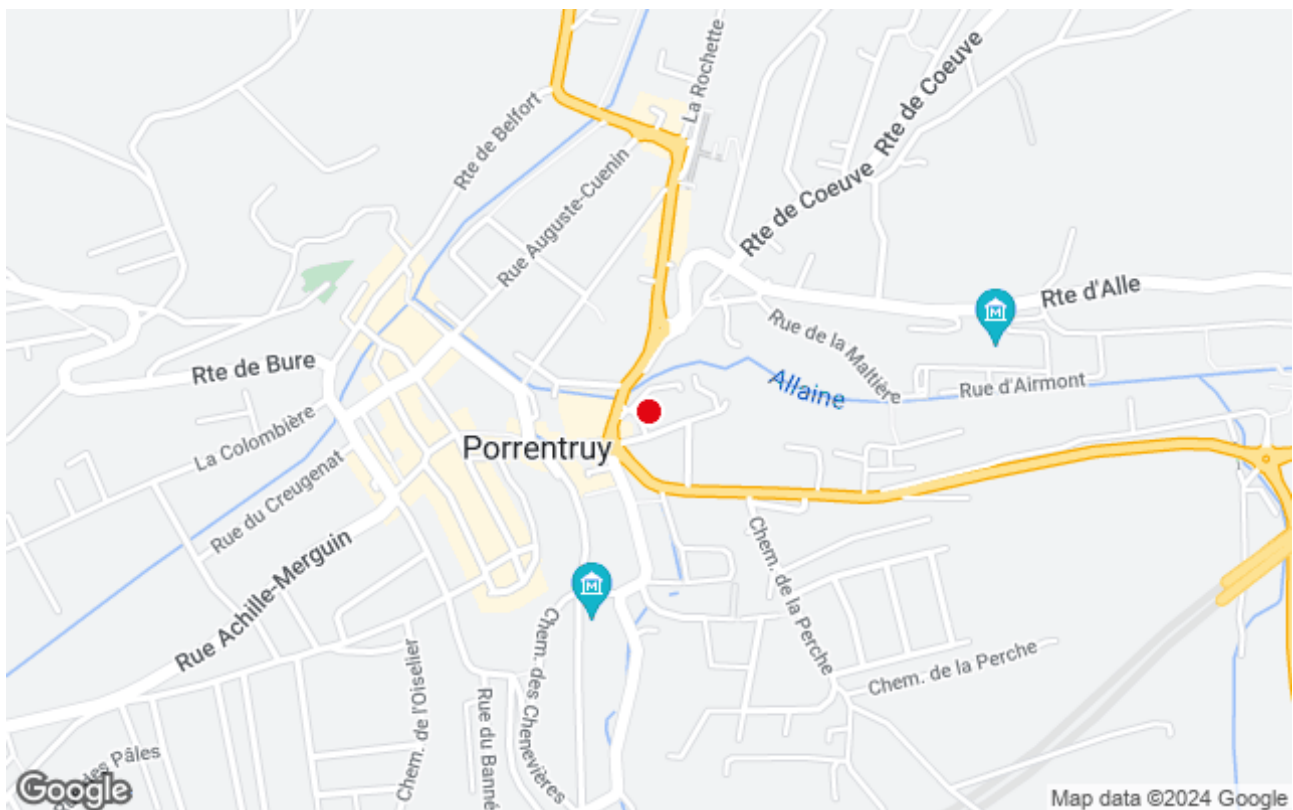 La Rochette
Rte de Coeuve
Rte de Belfort
Rue Auguste-Cuenin
Rte de Coeuve
Rte d'Alle
Rue de la Maltière
Rte de Bure
Allaine
Rue d'Airmont
La Colombière
Porrentruy
Rue du Creugenat
Rue Achille-Merguin
Chem. de la Perche
Chem. de l'Oiselier
Chem. des Chenevières
Chem. de la Perche
Rue du Banné
des Pâles
Google
Map data ©2024 Google